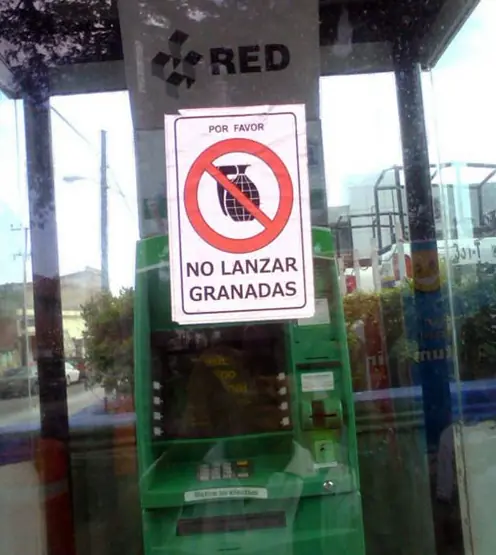 RED
POR FAVOR
NO LANZAR
GRANADAS